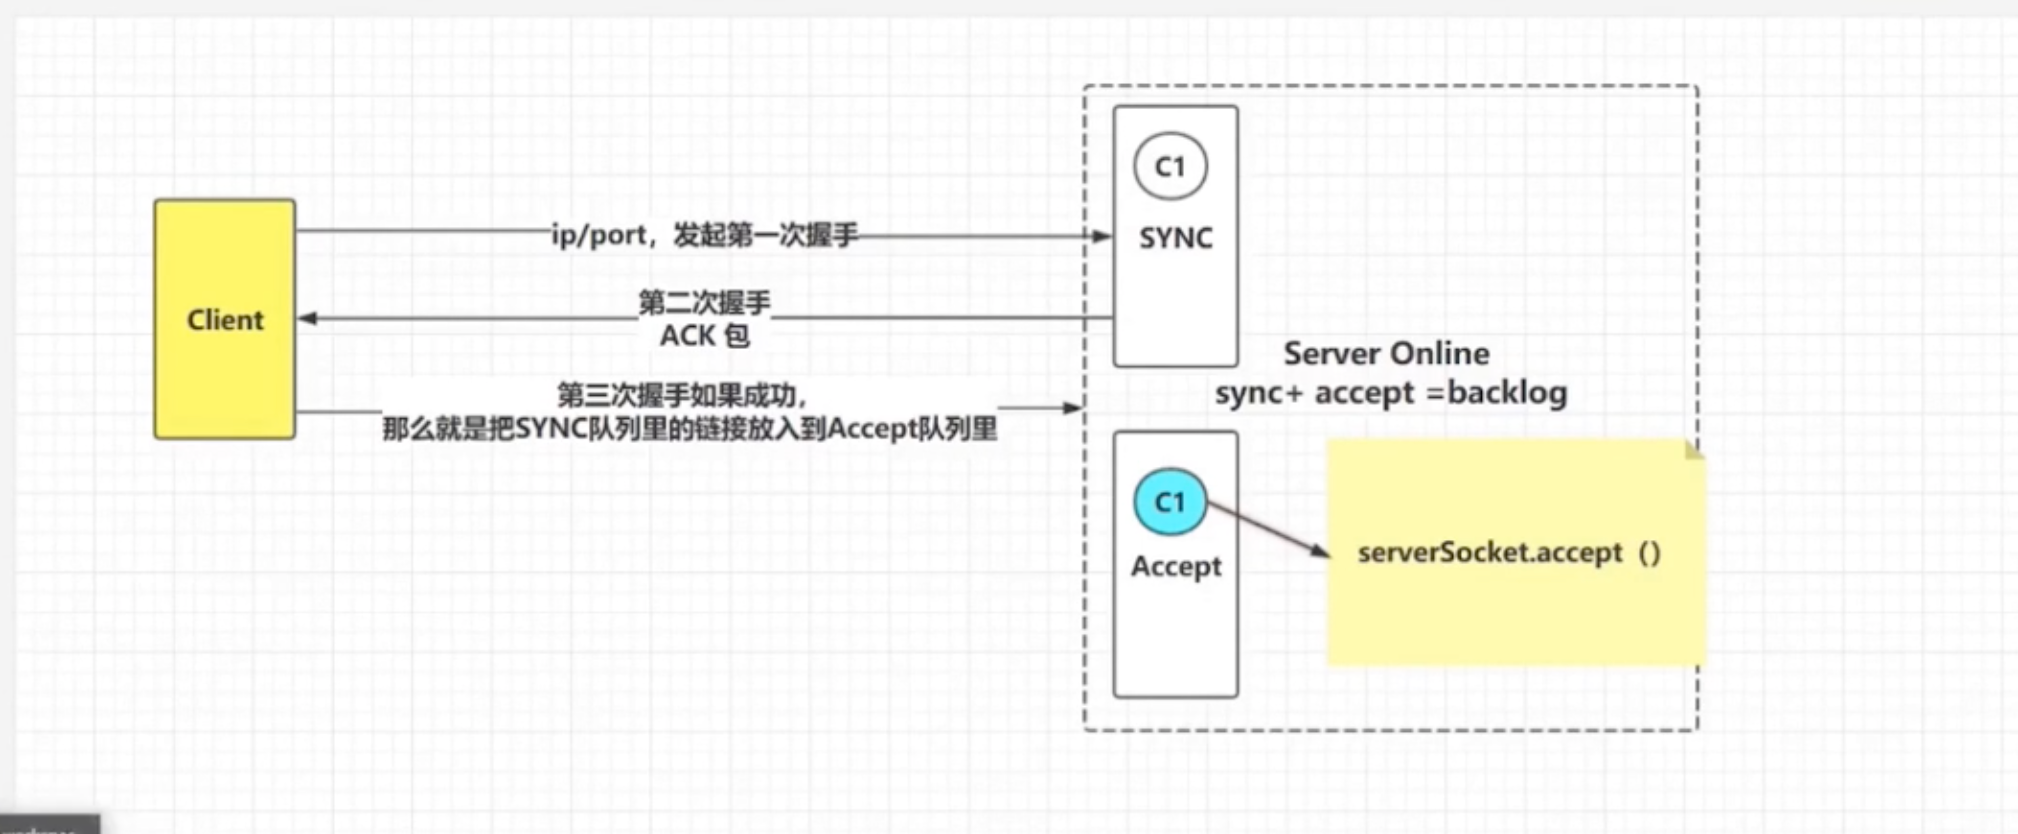 Client
ip/port，发起第一次握手
第二次握手
ACK 包
第三次握手如果成功，
那么就是把SYNC队列里的链接放入到Accept队列里
C1
SYNC
Server Online
sync+ accept =backlog
C1
Accept
serverSocket.accept（）